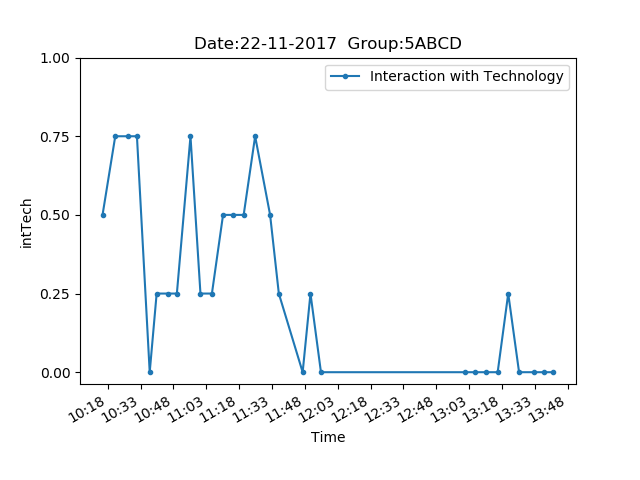 Date:22-11-2017  Group:5ABCD
1.00
Interaction with Technology
0.75
0.50
intTech
0.25
0.00
10:18 10:33 10:48 11:03 11:18 11:33 11:48 12:03 12:18 12:33 12:48 13:03 13:18 13:33 13:48
Time